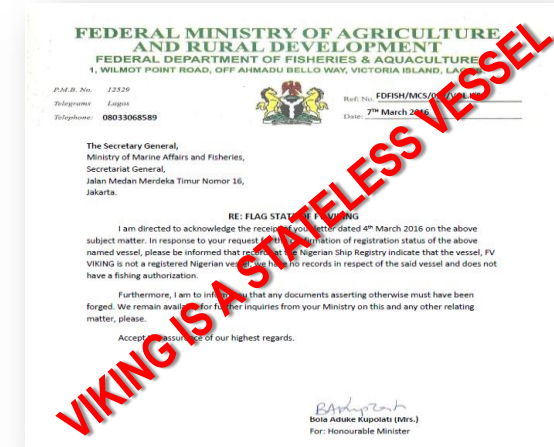 FEDERAL MINISTRY OF AGRICULTURE
AND RURAL DEVELOPMENT
FEDERAL DEPARTMENT OF FISHERIES & AQUACULTURE
1, WILMOT POINT ROAD, OFF AHMADU BELLO WAY, VICTORIA ISLAND, LAGOS
P.M.B. No. 12529
Telegrams Lagos
Telephone: 08033068589
Ref: No. FDFISH/MCS/
Date: 7TH March 2016
The Secretary General,
Ministry of Marine Affairs and Fisheries,
Secretariat General,
Jalan Medan Merdeka Timur Nomor 16,
Jakarta.
RE: FLAG STATE OF FV VIKING
I am directed to acknowledge the receipt of your letter dated 4th March 2016 on the above
subject matter. In response to your request for the confirmation of registration status of the above
named vessel, please be informed that records at the Nigerian Ship Registry indicate that the vessel, FV
VIKING is not a registered Nigerian vessel, we have no records in respect of the said vessel and does not
have a fishing authorization.
Furthermore, I am to inform you that any documents asserting otherwise must have been
forged. We remain available for further inquiries from your Ministry on this and any other relating
matter, please.
Accept the assurance of our highest regards.
Bola Aduke Kupolati (Mrs.)
For: Honourable Minister
VIKING IS A STATELESS VESSEL